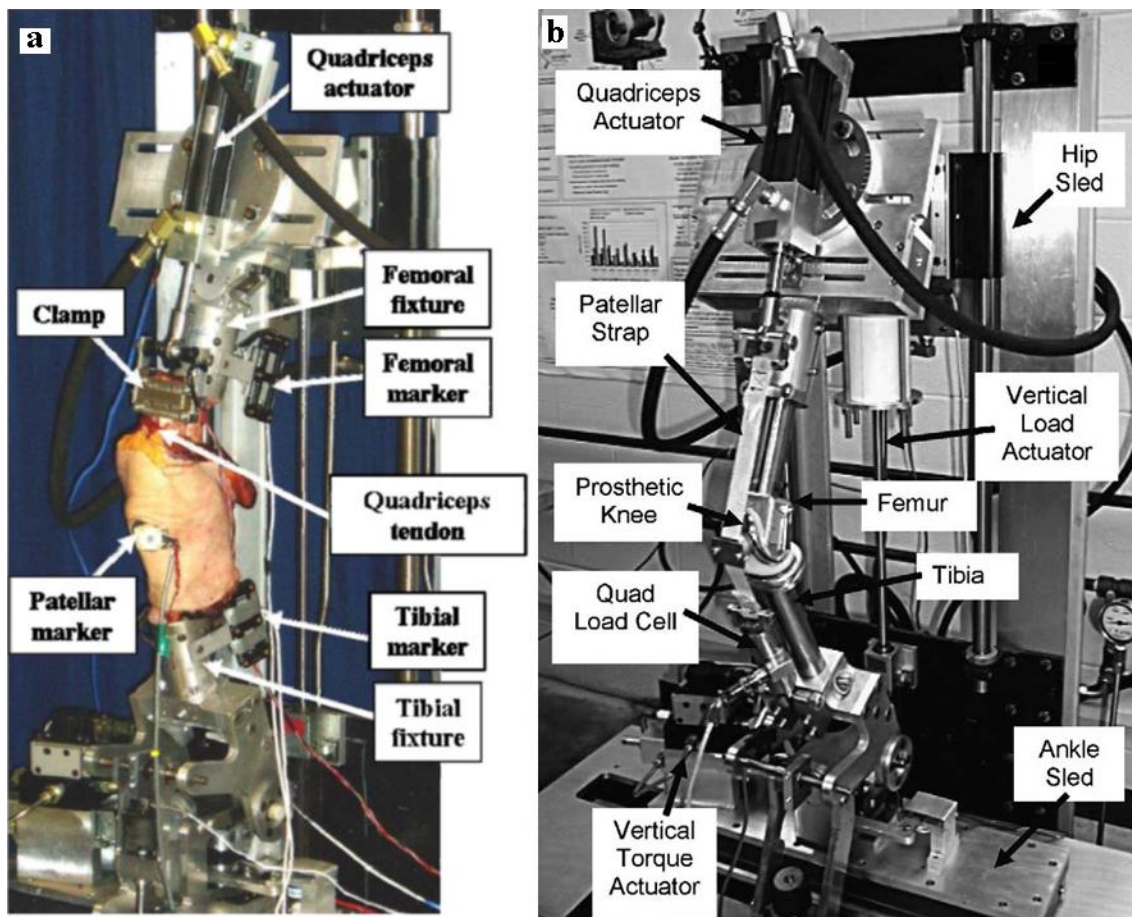 a
Quadriceps
actuator
Femoral
fixture
Clamp
Femoral
marker
Quadriceps
tendon
Patellar
marker
Tibial
marker
Tibial
fixture
b
Quadriceps
Actuator
Hip
Sled
Patellar
Strap
Vertical
Load
Actuator
Prosthetic
Knee
Femur
Tibia
Quad
Load Cell
Ankle
Sled
Vertical
Torque
Actuator